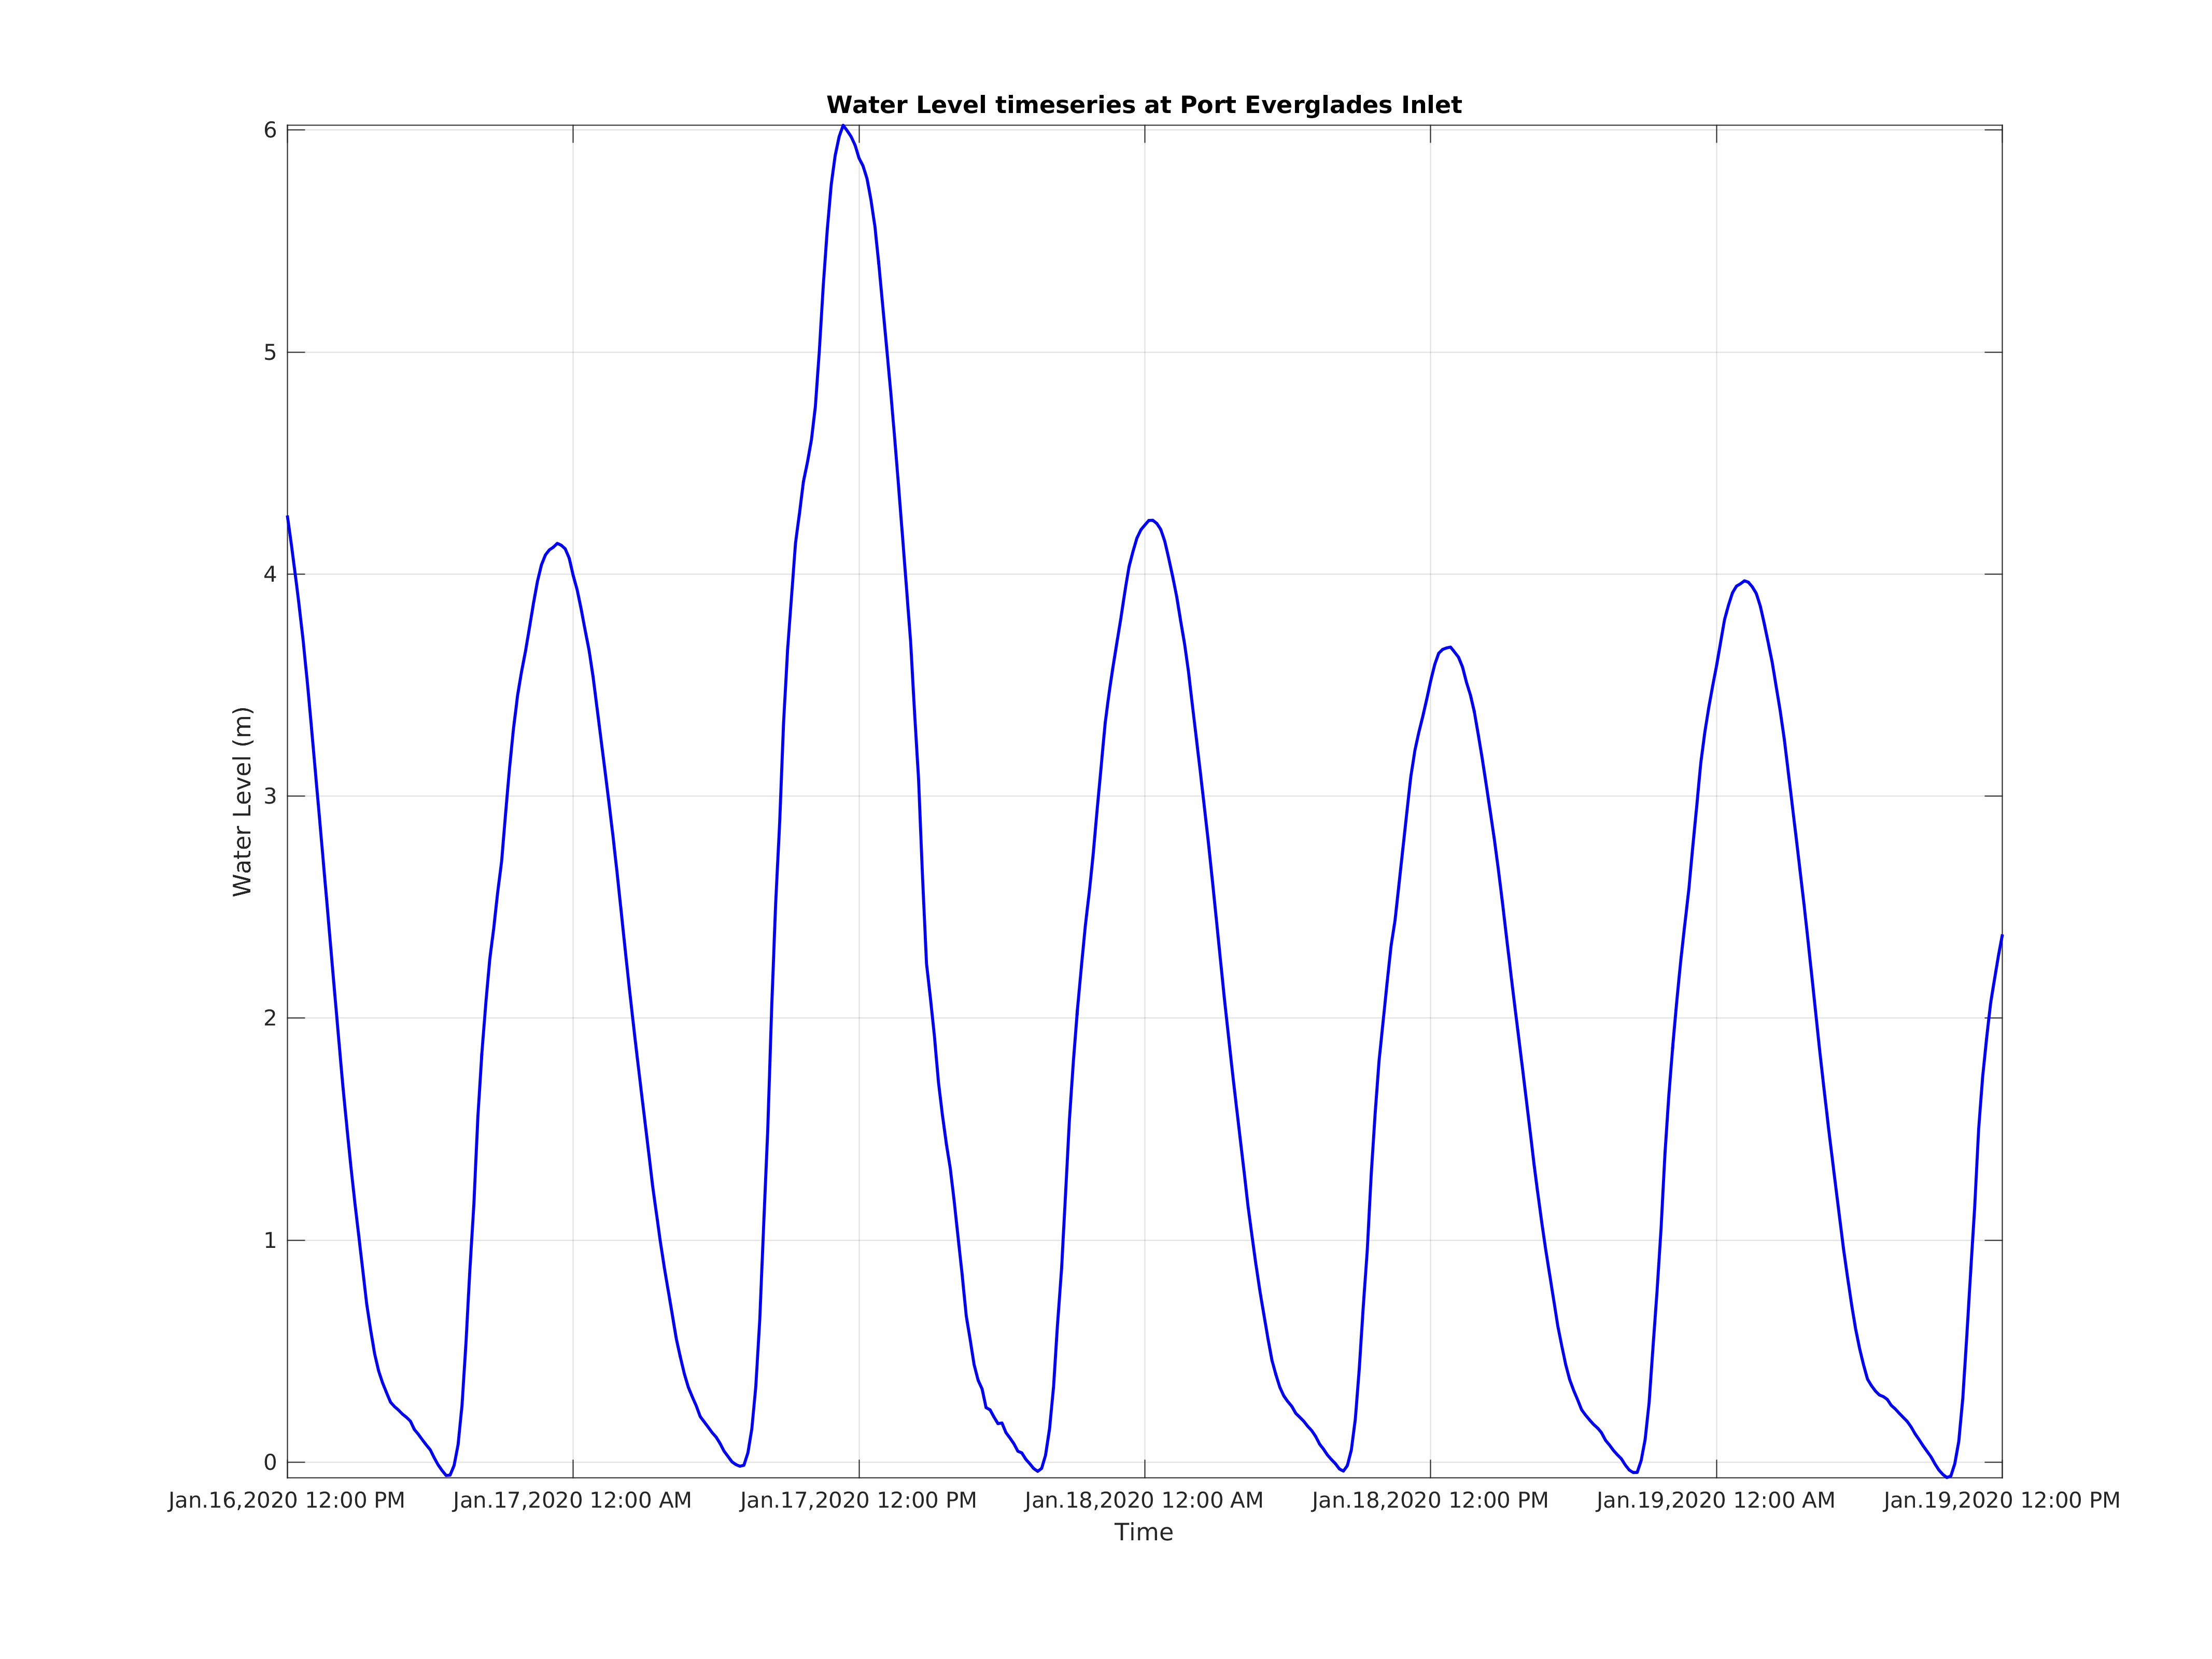 Water Level timeseries at Port Everglades Inlet
6
5
4
3
2
1
0
Water Level (m)
Jan.16,2020 12:00 PM
Jan.17,2020 12:00 AM
Jan.17,2020 12:00 PM
Jan.18,2020 12:00 AM
Jan.18,2020 12:00 PM
Jan.19,2020 12:00 AM
Jan.19,2020 12:00 PM
Time